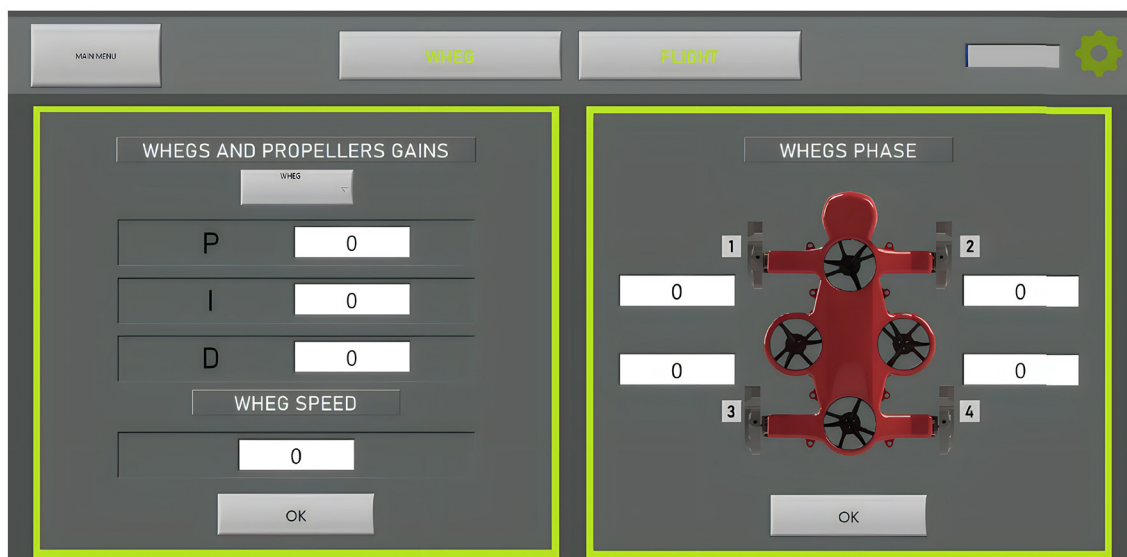 MAIN MENU
WHEG
FLIGHT
WHEGS AND PROPELLERS GAINS
WHEG
P 0
I 0
D 0
WHEG SPEED
0
OK
WHEGS PHASE
1 2
0 0
0 0
3 4
OK